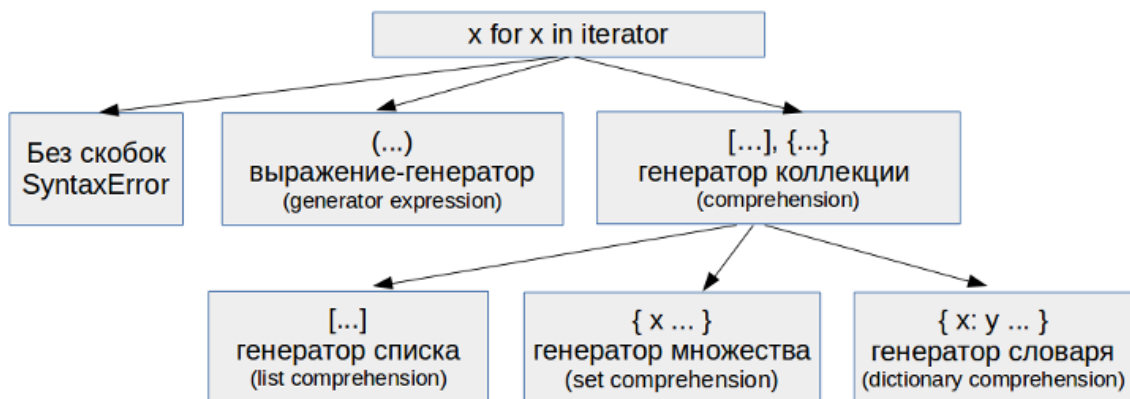 x for x in iterator
Без скобок
SyntaxError
(...)
выражение-генератор
(generator expression)
[...], {...}
генератор коллекции
(comprehension)
[...]
генератор списка
(list comprehension)
{ x ... }
генератор множества
(set comprehension)
{ x: y ... }
генератор словаря
(dictionary comprehension)